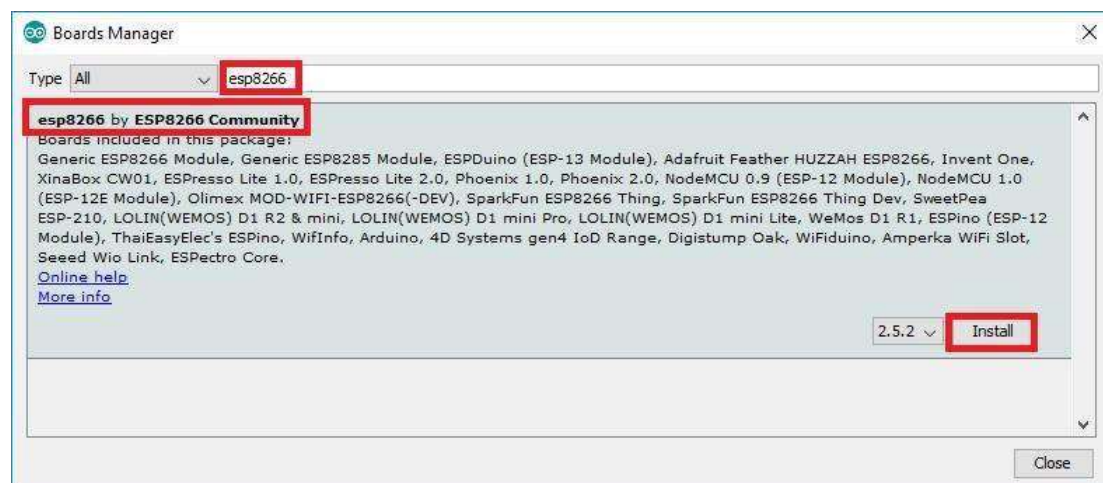 Boards Manager
Type All esp8266
esp8266 by ESP8266 Community
Boards included in this package:
Generic ESP8266 Module, Generic ESP8285 Module, ESPDuino (ESP-13 Module), Adafruit Feather HUZZAH ESP8266, Invent One,
XinaBox CW01, ESPresso Lite 1.0, ESPresso Lite 2.0, Phoenix 1.0, Phoenix 2.0, NodeMCU 0.9 (ESP-12 Module), NodeMCU 1.0
(ESP-12E Module), Olimex MOD-WIFI-ESP8266(-DEV), SparkFun ESP8266 Thing, SparkFun ESP8266 Thing Dev, SweetPea
ESP-210, LOLIN(WEMOS) D1 R2 & mini, LOLIN(WEMOS) D1 mini Pro, LOLIN(WEMOS) D1 mini Lite, WeMos D1 R1, ESPino (ESP-12
Module), ThaiEasyElec's ESPino, WifInfo, Arduino, 4D Systems gen4 IoD Range, Digistump Oak, WiFiduino, Amperka WiFi Slot,
Seeed Wio Link, ESPectro Core.
Online help
More info
2.5.2 Install
Close